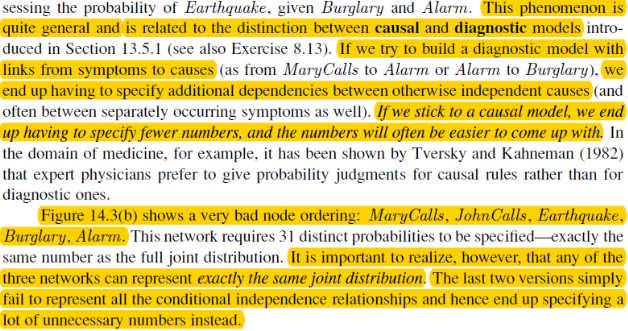 sessing the probability of Earthquake, given Burglary and Alarm. This phenomenon is
quite general and is related to the distinction between causal and diagnostic models intro-
duced in Section 13.5.1 (see also Exercise 8.13). If we try to build a diagnostic model with
links from symptoms to causes (as from MaryCalls to Alarm or Alarm to Burglary), we
end up having to specify additional dependencies between otherwise independent causes (and
often between separately occurring symptoms as well). If we stick to a causal model, we end
up having to specify fewer numbers, and the numbers will often be easier to come up with. In
the domain of medicine, for example, it has been shown by Tversky and Kahneman (1982)
that expert physicians prefer to give probability judgments for causal rules rather than for
diagnostic ones.
Figure 14.3(b) shows a very bad node ordering: MaryCalls, JohnCalls, Earthquake,
Burglary, Alarm. This network requires 31 distinct probabilities to be specified—exactly the
same number as the full joint distribution. It is important to realize, however, that any of the
three networks can represent exactly the same joint distribution. The last two versions simply
fail to represent all the conditional independence relationships and hence end up specifying a
lot of unnecessary numbers instead.